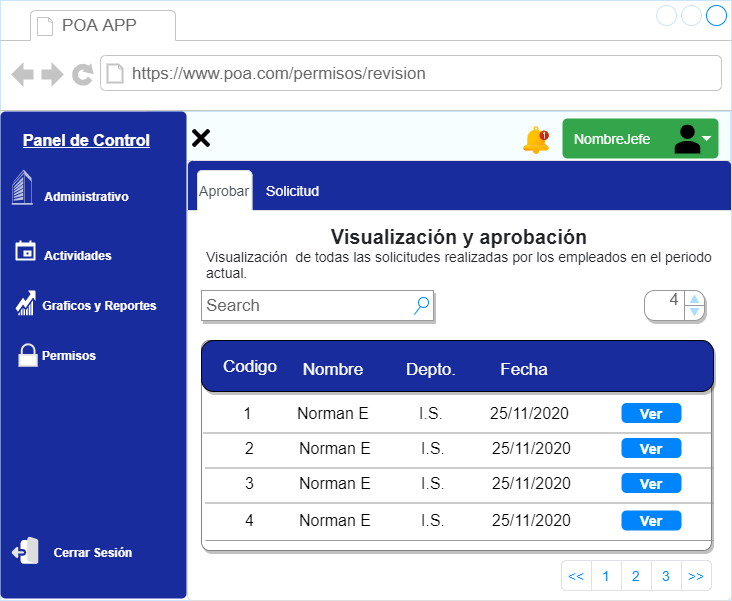 POA APP
https://www.poa.com/permisos/revision
Panel de Control
Administrativo
Actividades
Graficos y Reportes
Permisos
Cerrar Sesión
1
NombreJefe
Aprobar
Solicitud
Visualización y aprobación
Visualización de todas las solicitudes realizadas por los empleados en el periodo
actual.
Search
4
Codigo Nombre Depto. Fecha
1 Norman E I.S. 25/11/2020 Ver
2 Norman E I.S. 25/11/2020 Ver
3 Norman E I.S. 25/11/2020 Ver
4 Norman E I.S. 25/11/2020 Ver
<< 1 2 3 >>